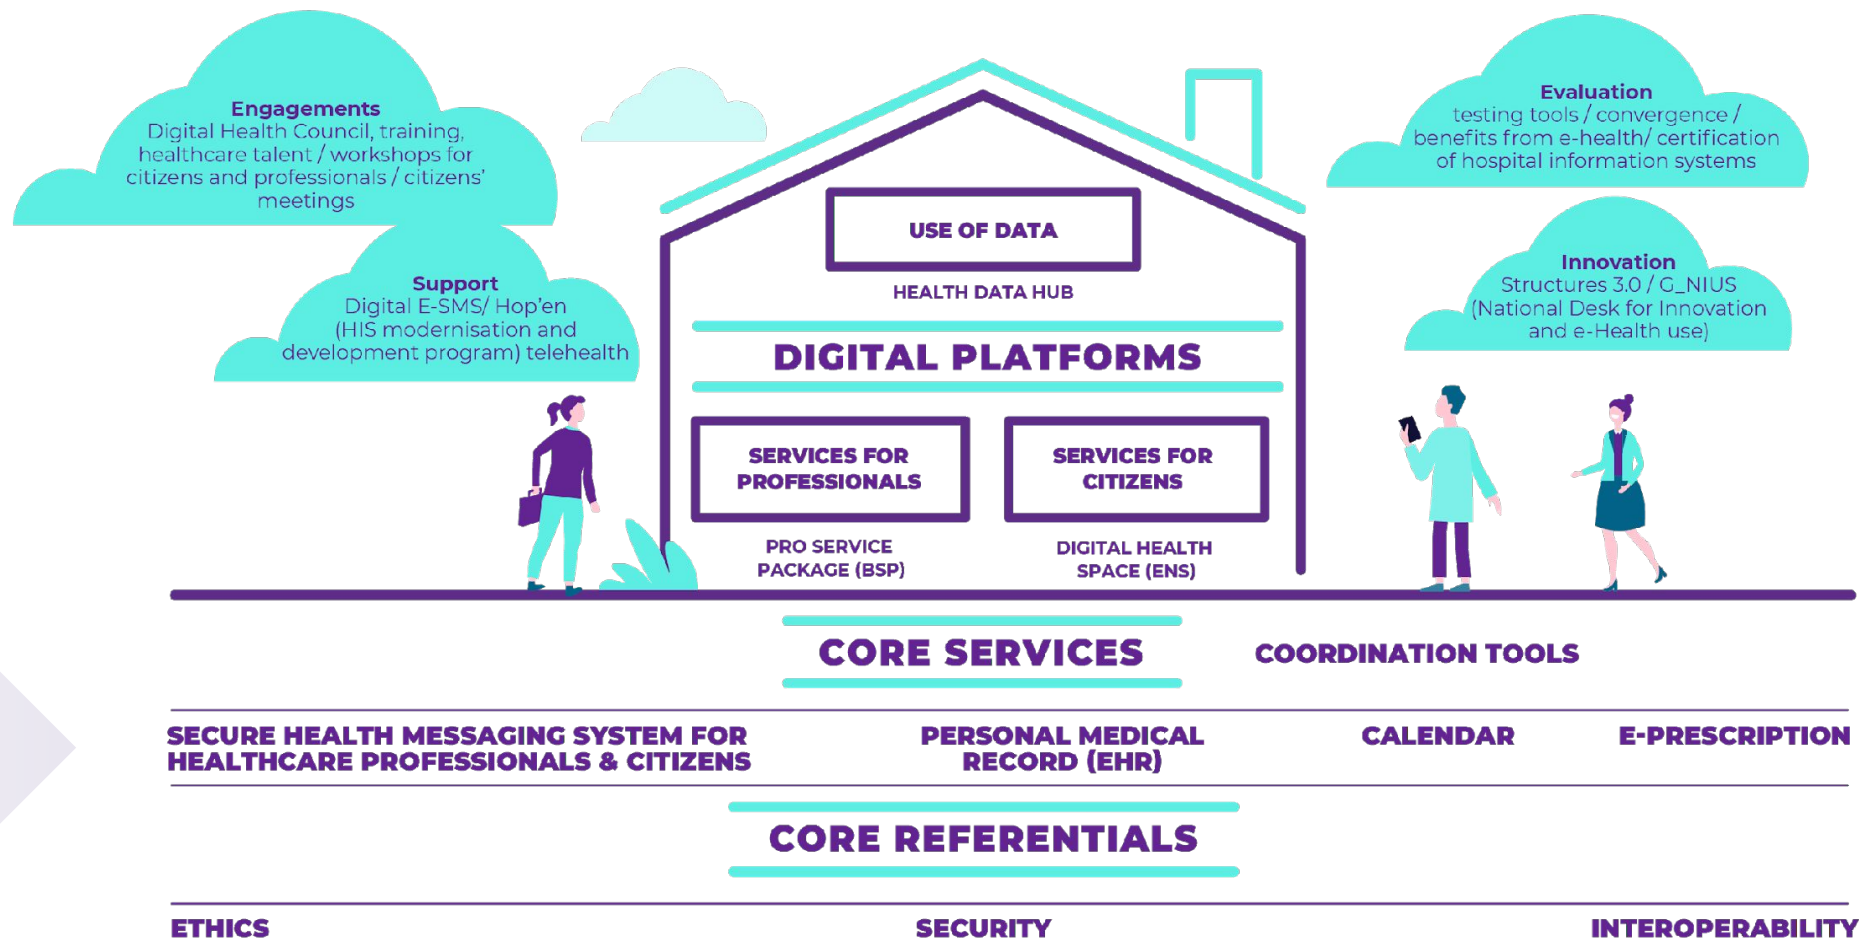 Engagements
Digital Health Council, training,
healthcare talent / workshops for
citizens and professionals / citizens'
meetings
Support
Digital E-SMS/ Hop'en
(HIS modernisation and
development program) telehealth
Evaluation
testing tools / convergence /
benefits from e-health/ certification
of hospital information systems
Innovation
Structures 3.0 / G_NIUS
(National Desk for Innovation
and e-Health use)
USE OF DATA
HEALTH DATA HUB
DIGITAL PLATFORMS
SERVICES FOR
PROFESSIONALS
PRO SERVICE
PACKAGE (BSP)
SERVICES FOR
CITIZENS
DIGITAL HEALTH
SPACE (ENS)
CORE SERVICES
COORDINATION TOOLS
SECURE HEALTH MESSAGING SYSTEM FOR
HEALTHCARE PROFESSIONALS & CITIZENS
PERSONAL MEDICAL
RECORD (EHR)
CALENDAR
E-PRESCRIPTION
CORE REFERENTIALS
ETHICS
SECURITY
INTEROPERABILITY